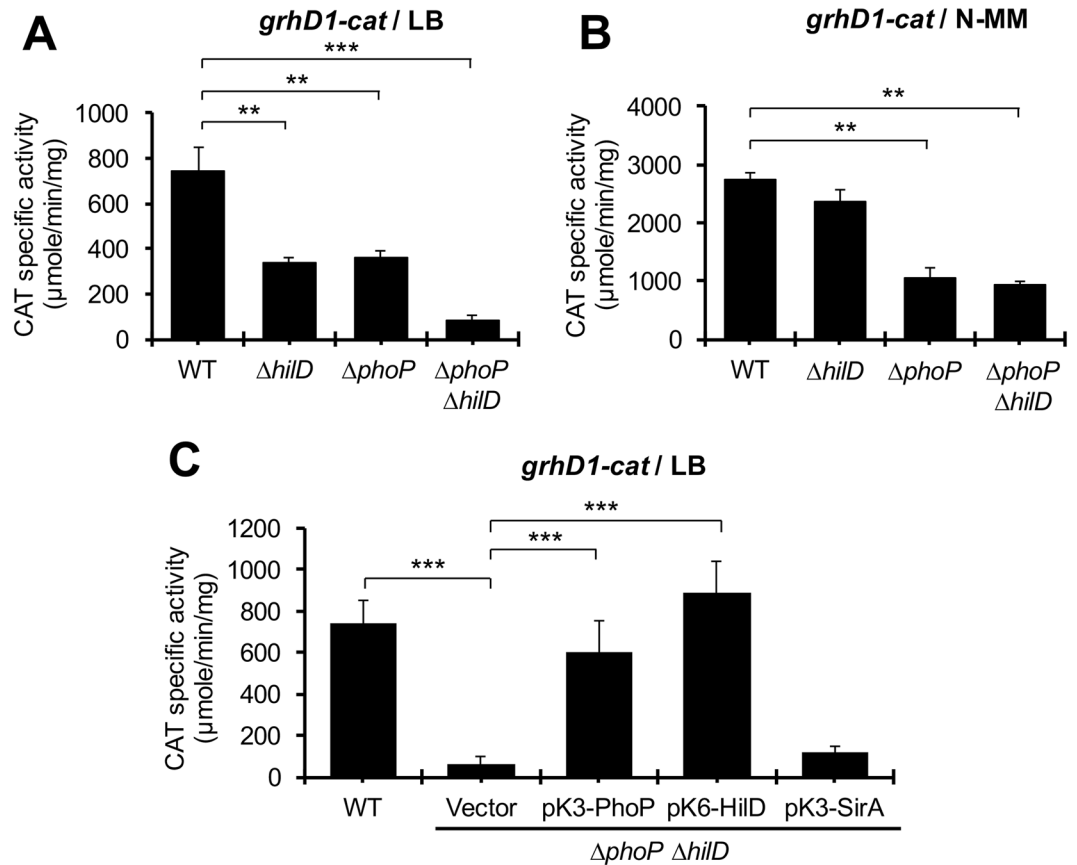 A
grhD1-cat / LB
***
**
**
CAT specific activity
(µmole/min/mg)
1000
800
600
400
200
0
WT
ΔhilD
ΔphoP
ΔphoP
ΔhilD
B
grhD1-cat / N-MM
**
**
CAT specific activity
(µmole/min/mg)
4000
3000
2000
1000
0
WT
ΔhilD
ΔphoP
ΔphoP
ΔhilD
C
grhD1-cat / LB
***
***
***
CAT specific activity
(µmole/min/mg)
1200
1000
800
600
400
200
0
WT
Vector
pK3-PhoP
pK6-HilD
pK3-SirA
ΔphoP ΔhilD